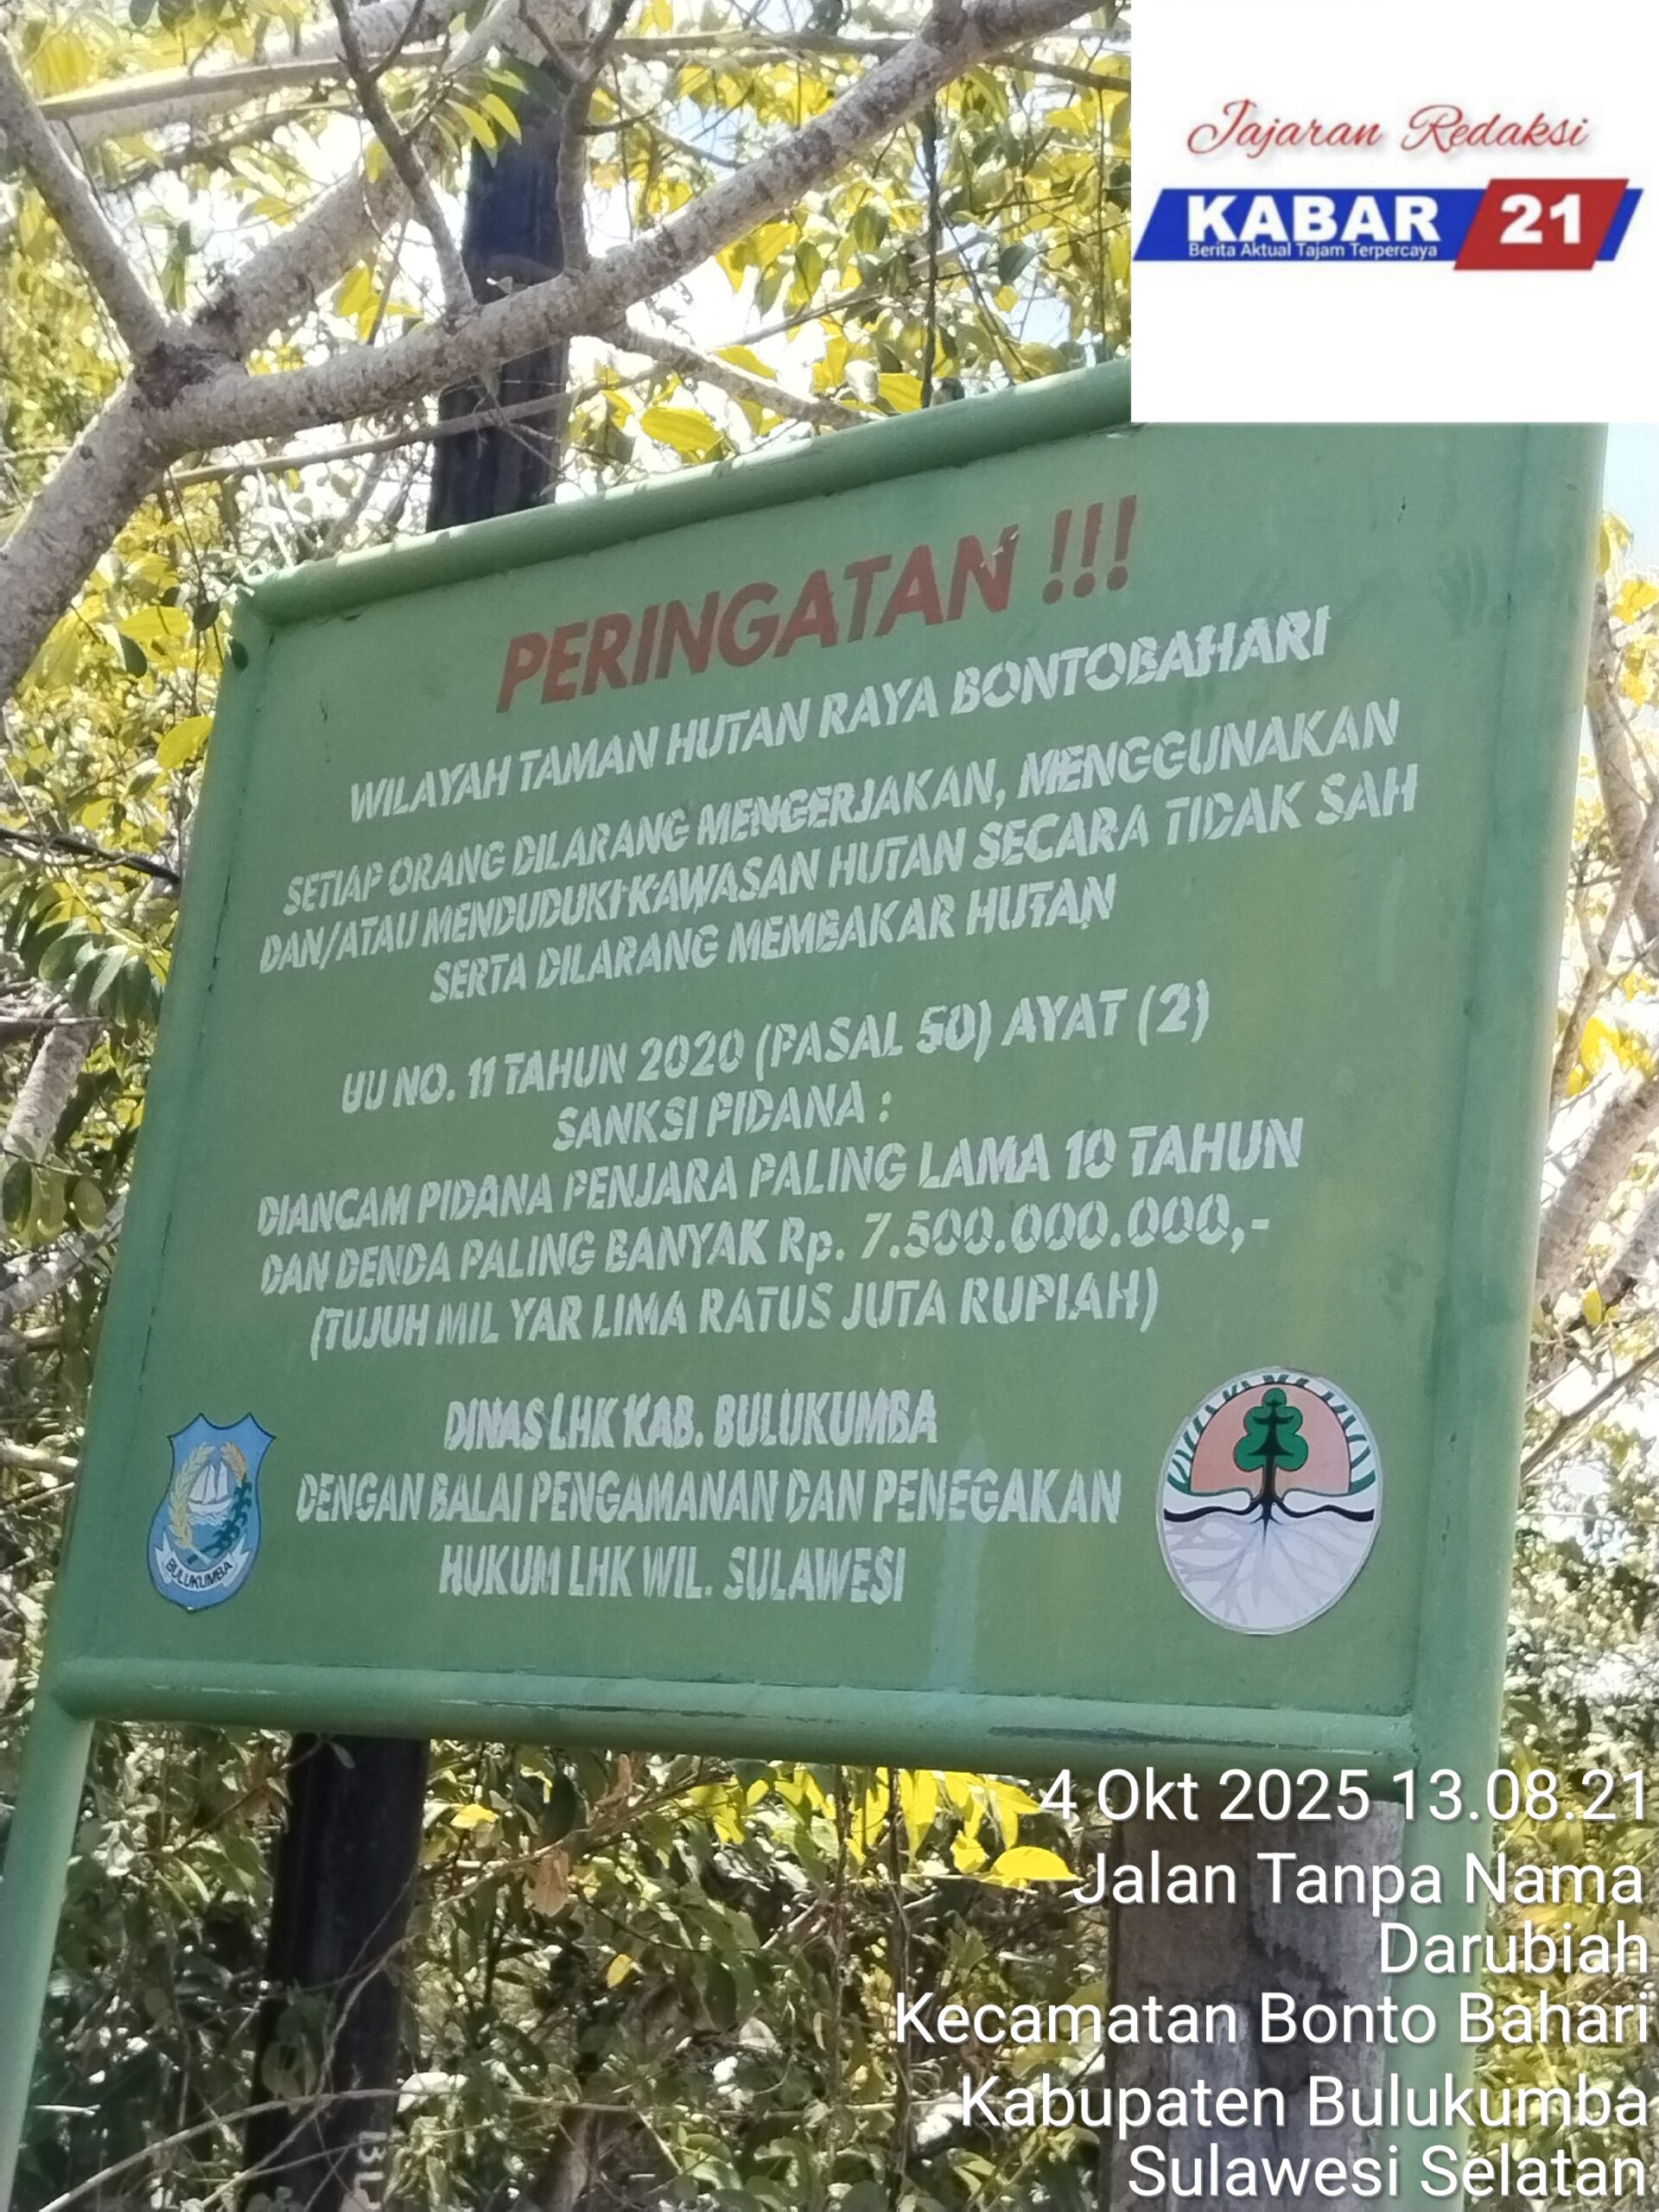 Jajaran Redaksi
KABAR 21
Berita Aktual Tajam Terpercaya
PERINGATAN !!!
WILAYAH TAMAN HUTAN RAYA BONTOBAHARI
SETIAP ORANG DILARANG MENGERJAKAN, MENGGUNAKAN
DAN/ATAU MENDUDUKI KAWASAN HUTAN SECARA TIDAK SAH
SERTA DILARANG MEMBAKAR HUTAN
UU NO. 11 TAHUN 2020 (PASAL 50) AYAT (2)
SANKSI PIDANA :
DIANCAM PIDANA PENJARA PALING LAMA 10 TAHUN
DAN DENDA PALING BANYAK Rp. 7.500.000.000,-
(TUJUH MIL YAR LIMA RATUS JUTA RUPIAH)
DINAS LHK KAB. BULUKUMBA
DENGAN BALAI PENGAMANAN DAN PENEGAKAN
HUKUM LHK WIL. SULAWESI
BULUKUMBA
4 Okt 2025 13.08.21
Jalan Tanpa Nama
Darubiah
Kecamatan Bonto Bahari
Kabupaten Bulukumba
Sulawesi Selatan